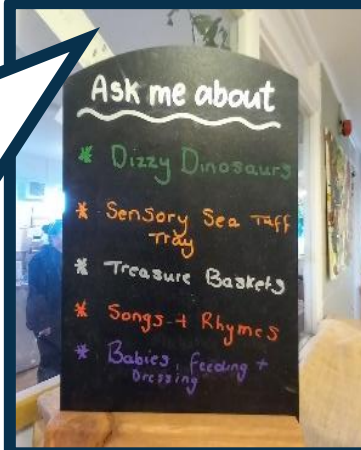 Ask me about
* Dizzy Dinosaurs
* Sensory Sea Tuff
Tray
* Treasure Baskets
* Songs + Rhymes
* Babies, feeding +
Dressing